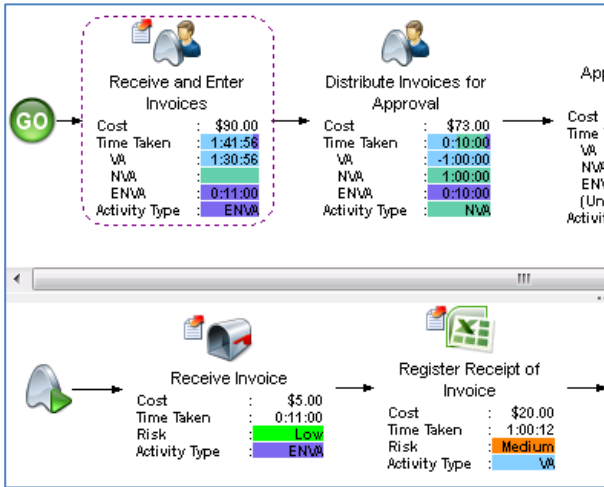 GO
Receive and Enter
Invoices
Cost : $90.00
Time Taken : 1:41:56
VA : 1:30:56
NVA :
ENVA : 0:11:00
Activity Type : ENVA
Distribute Invoices for
Approval
Cost : $73.00
Time Taken : 0:10:00
VA : -1:00:00
NVA : 1:00:00
ENVA : 0:10:00
Activity Type : NVA
App
Cost
Time
VA
NVA
ENV
(Un
Activit
Receive Invoice
Cost : $5.00
Time Taken : 0:11:00
Risk : Low
Activity Type : ENVA
Register Receipt of
Invoice
Cost : $20.00
Time Taken : 1:00:12
Risk : Medium
Activity Type : VA